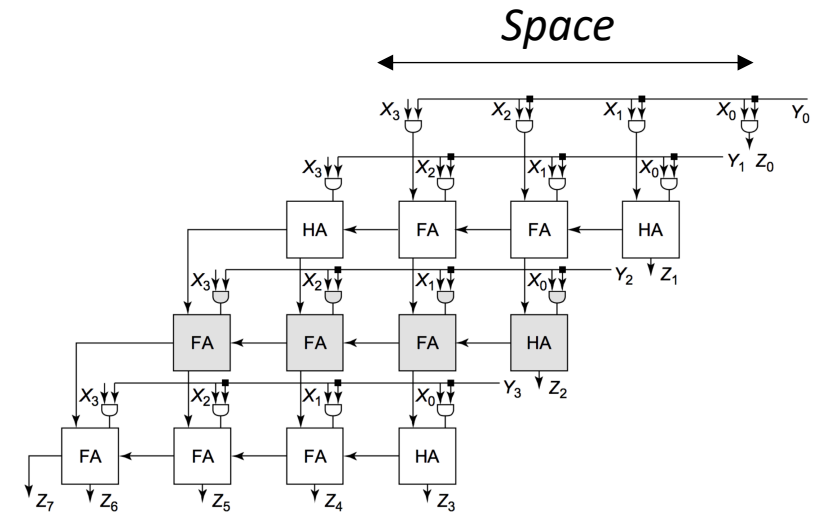 Space
X3 X2 X1 X0 Y0
X3 X2 X1 X0 Y1 Z0
HA FA FA HA
X3 X2 X1 X0 Y2 Z1
FA FA FA HA
X3 X2 X1 X0 Y3 Z2
FA FA FA HA
Z7 Z6 Z5 Z4 Z3